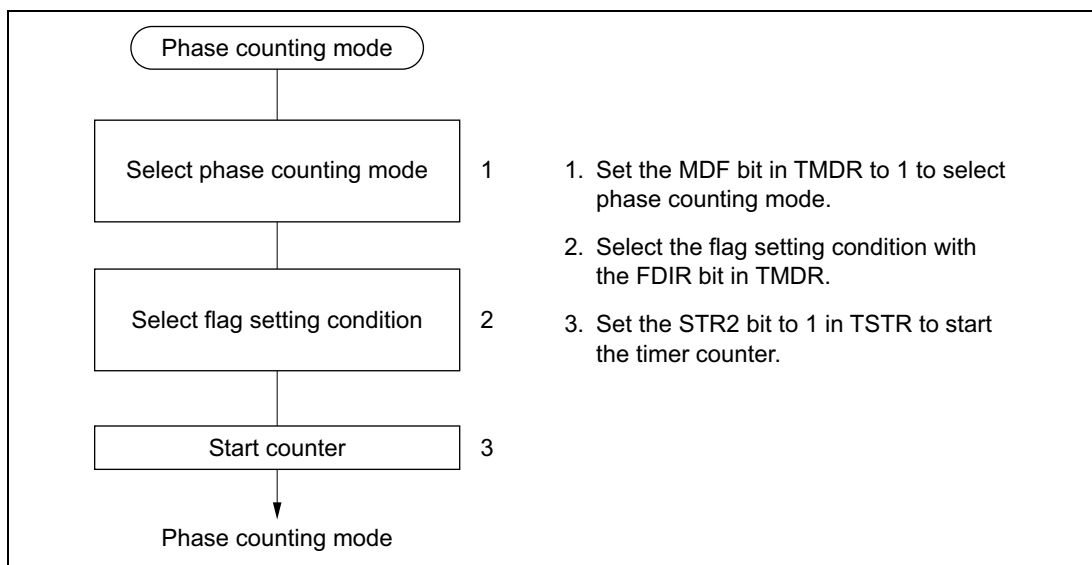 Phase counting mode
Select phase counting mode 1
Select flag setting condition 2
Start counter 3
Phase counting mode
1. Set the MDF bit in TMDR to 1 to select
phase counting mode.
2. Select the flag setting condition with
the FDIR bit in TMDR.
3. Set the STR2 bit to 1 in TSTR to start
the timer counter.